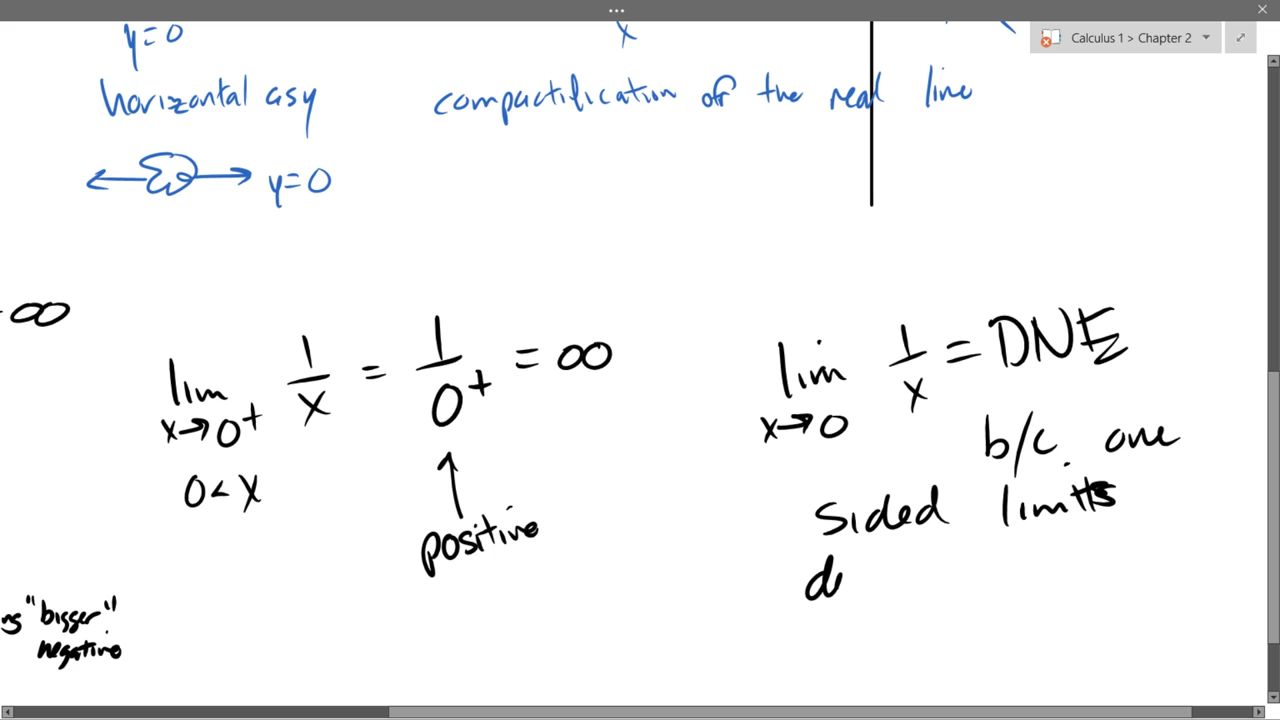 Calculus 1 > Chapter 2
y=0
x
horizontal asy
compactification of the real line
y=0
∞
lim x→0+ 1/x = 1/0+ = ∞
0<x
positive
lim x→0 1/x = DNE
b/c one
sided limits
de
"bigger"
negative